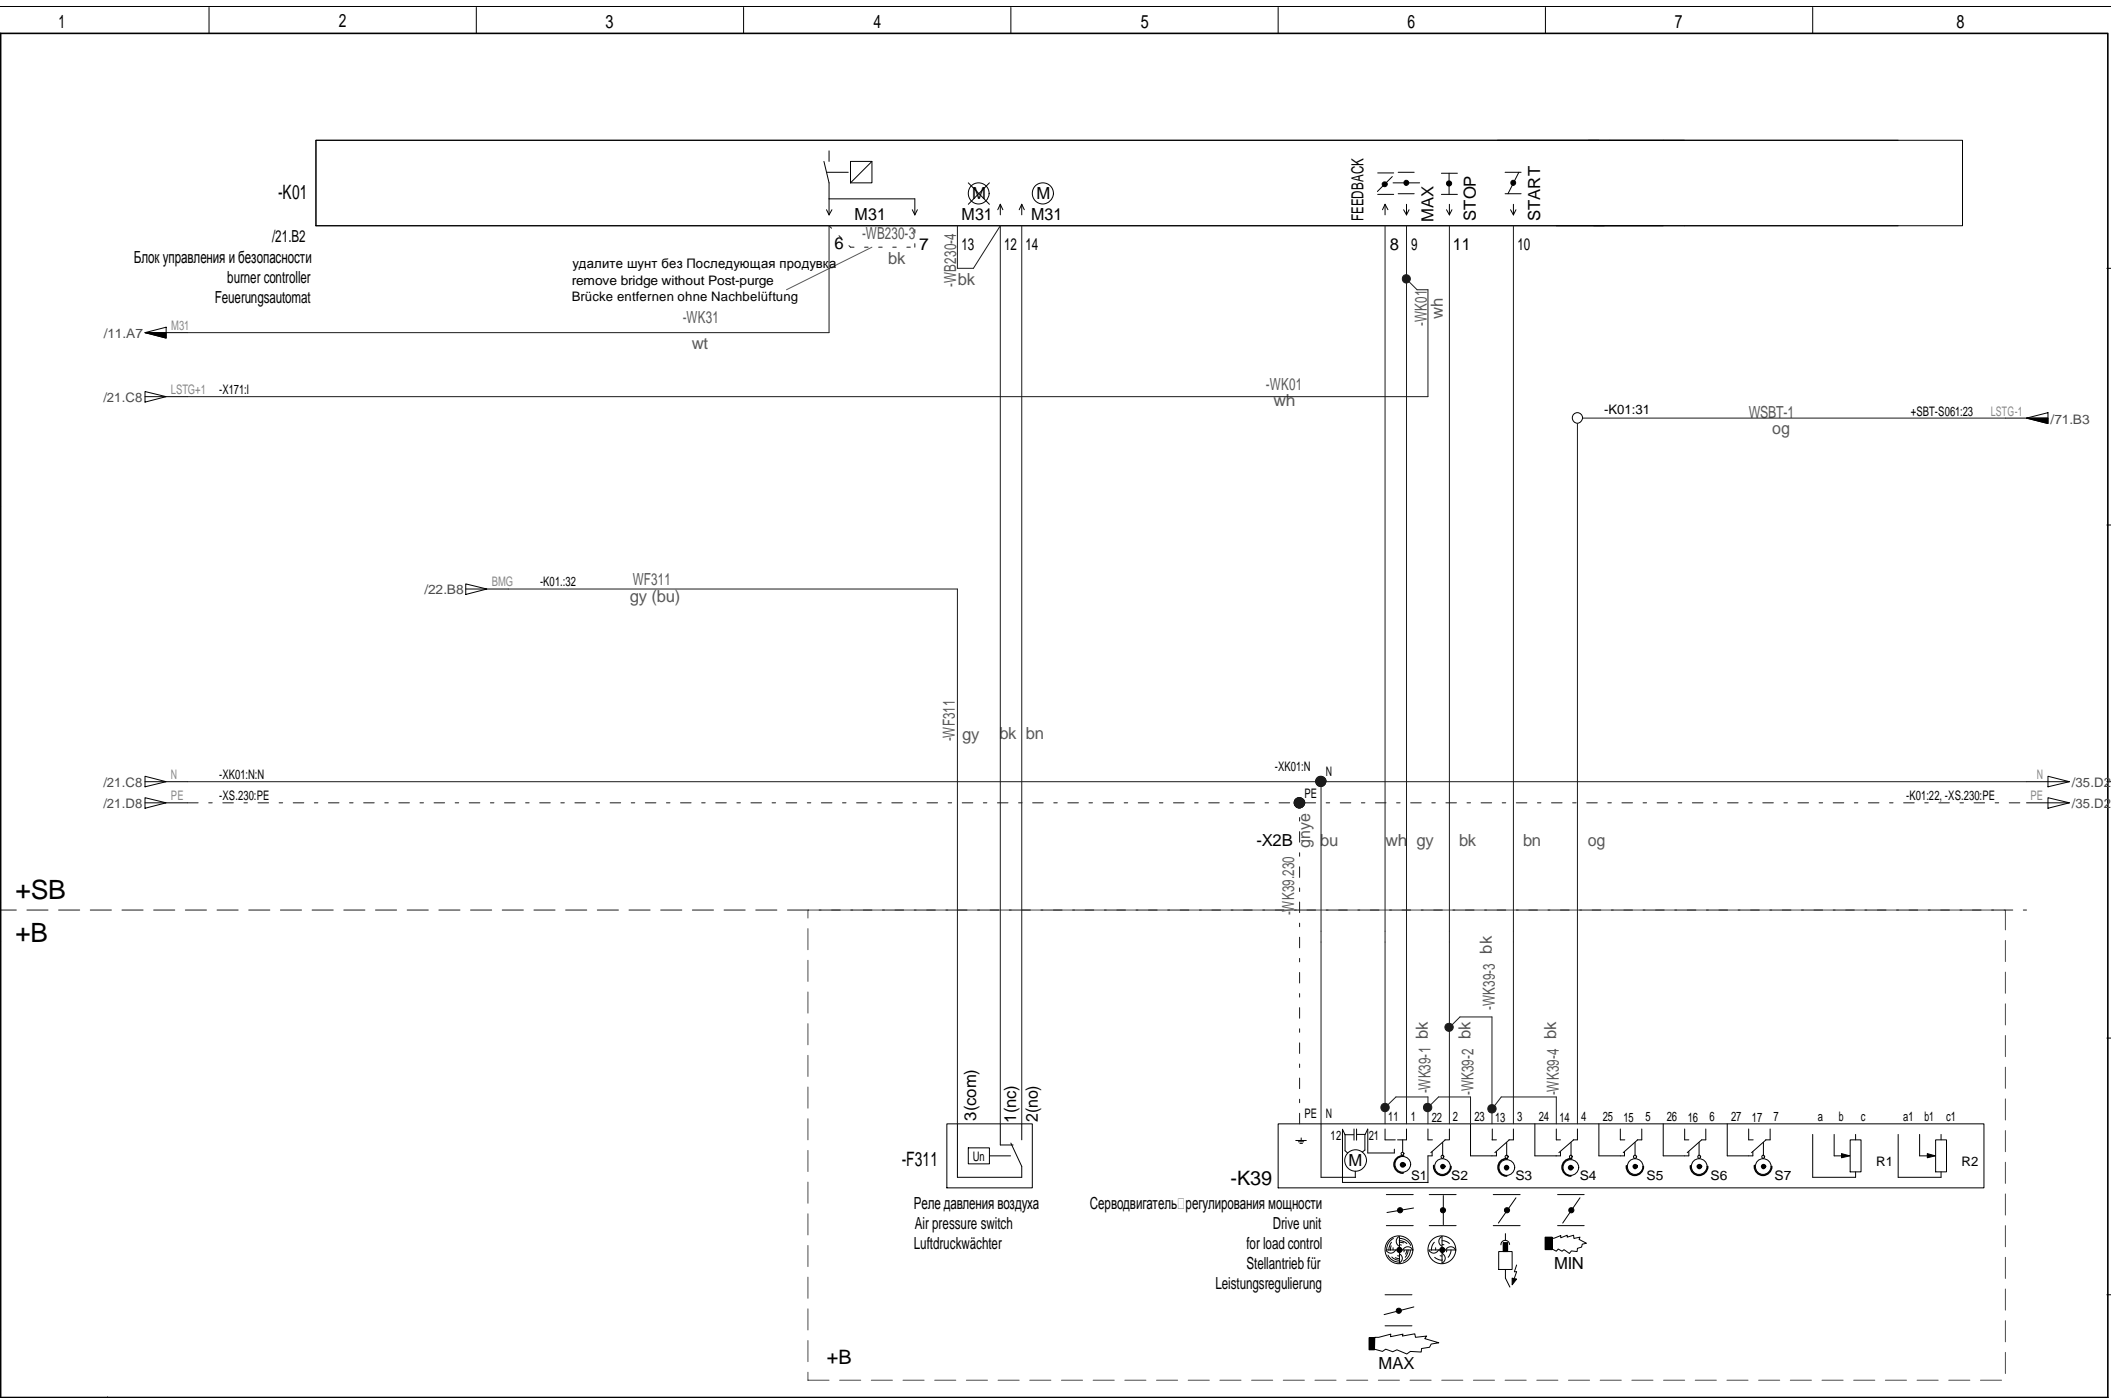 1 2 3 4 5 6 7 8
-K01
/21.B2
Блок управления и безопасности
burner controller
Feuerungsautomat
M31
M
M31
M
M31
FEEDBACK
MAX
STOP
START
6
-WB230-3
7
bk
-WB230-4
13
bk
12
14
8
9
11
10
удалите шунт без Последующая продувка
remove bridge without Post-purge
Brücke entfernen ohne Nachbelüftung
-WK01
wh
/11.A7
M31
-WK31
wt
/21.C8
LSTG+1
-X171:I
-WK01
wh
-K01:31
WSBT-1
og
+SBT-S061:23
LSTG-1
/71.B3
/22.B8
BMG
-K01.:32
WF311
gy (bu)
-WF311
gy
bk
bn
/21.C8
N
-XK01:N:N
-XK01:N
N
N
/35.D2
/21.D8
PE
-XS.230:PE
PE
-K01:22, -XS.230:PE
PE
/35.D2
-X2B
gnye
bu
wh
gy
bk
bn
og
-WK39.230
+SB
+B
-WK39-1 bk
-WK39-2 bk
-WK39-3 bk
-WK39-4 bk
3(com)
1(nc)
2(no)
-F311
Un
Реле давления воздуха
Air pressure switch
Luftdruckwächter
PE N 11 1 22 2 23 13 3 24 14 4 25 15 5 26 16 6 27 17 7 a b c a1 b1 c1
12 21
M
S1 S2 S3 S4 S5 S6 S7 R1 R2
-K39
Серводвигатель□регулирования мощности
Drive unit
for load control
Stellantrieb für
Leistungsregulierung
MIN
MAX
+B